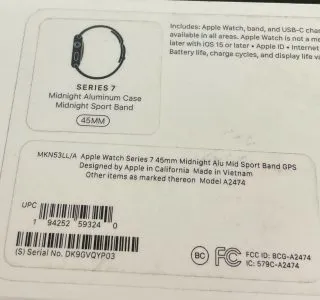 SERIES 7
Midnight Aluminum Case
Midnight Sport Band
45MM
Includes: Apple Watch, band, and USB-C
available in all areas. Apple Watch is not a
later with iOS 15 or later • Apple ID • Internet
Battery life, charge cycles, and display life
MKN53LL/A Apple Watch Series 7 45mm Midnight Alu Mid Sport Band GPS
Designed by Apple in California Made in Vietnam
Other items as marked thereon Model A2474
UPC
1 94252 59324 0
(S) Serial No. DK9GVQYP03
BC
FC
FCC ID: BCG-A2474
IC: 579C-A2474